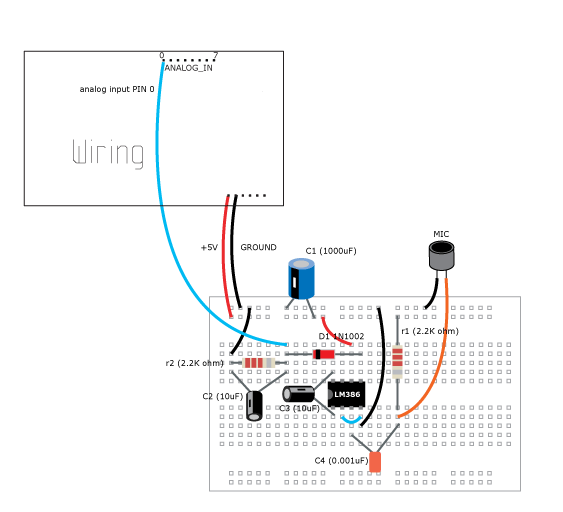 0 7
ANALOG_IN
analog input PIN 0
Wiring
+5V GROUND
MIC
C1 (1000uF)
D1 1N1002
r1 (2.2K ohm)
r2 (2.2K ohm)
C2 (10uF)
LM386
C3 (10uF)
C4 (0.001uF)